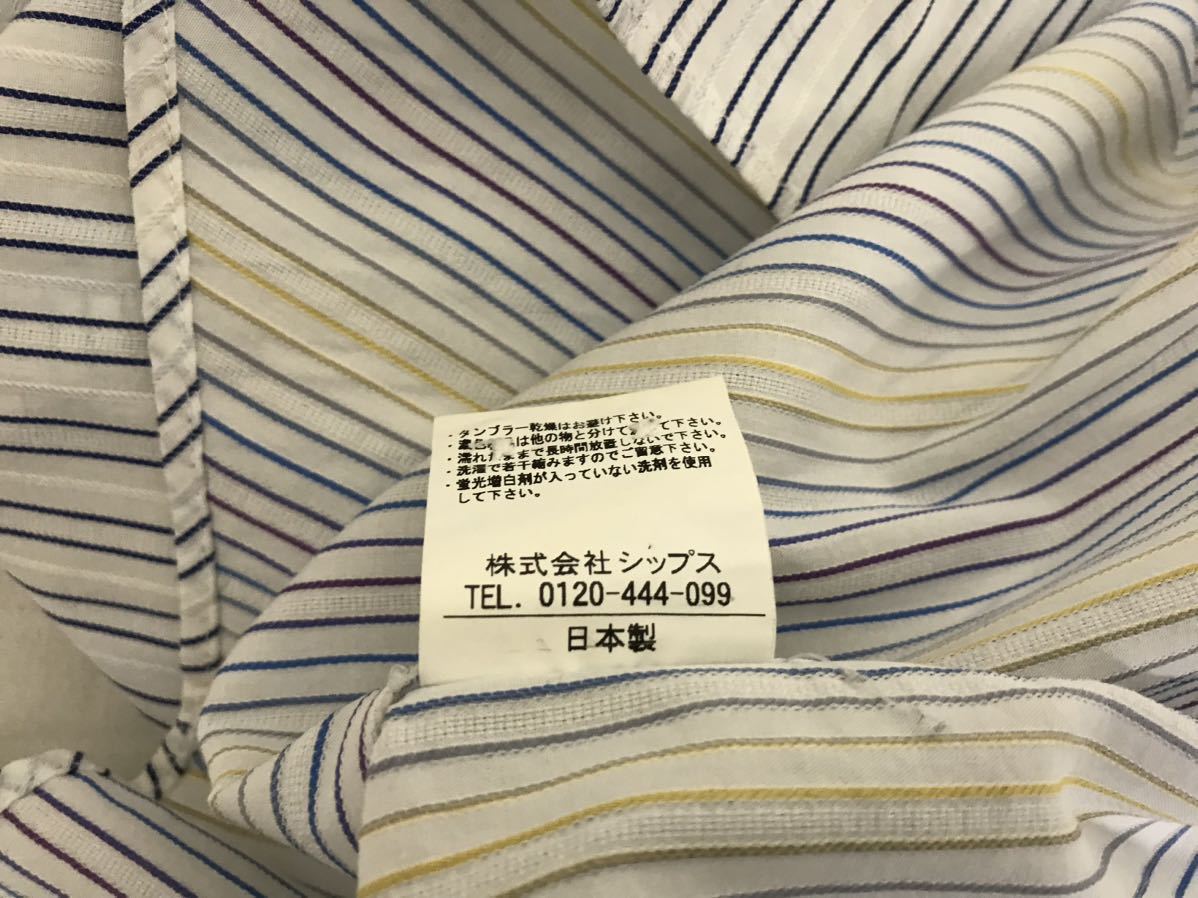 ・タンブラー乾燥はお避け下さい。
は他の物と分けて て下さい。
・濡れたままで長時間放置しないで下さい。
・洗濯で若干縮みますのでご留意下さい。
・蛍光増白剤が入っていない洗剤を使用
して下さい。
株式会社シップス
TEL. 0120-444-099
日本製